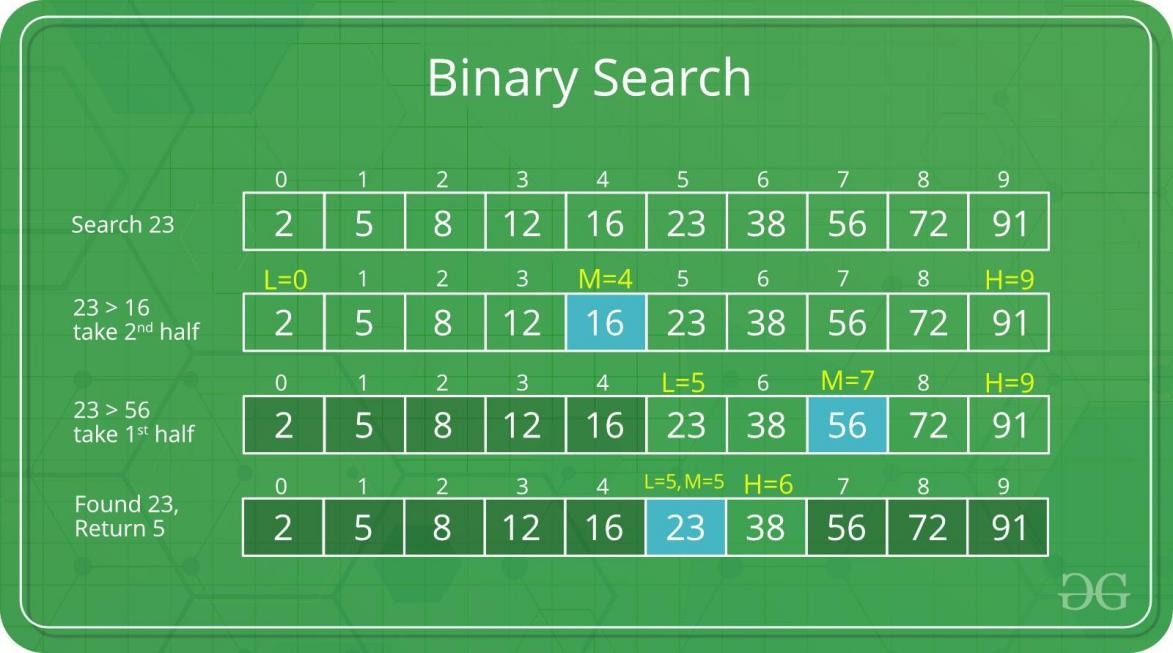 Binary Search
0 1 2 3 4 5 6 7 8 9
Search 23
2 5 8 12 16 23 38 56 72 91
L=0 1 2 3 M=4 5 6 7 8 H=9
23 > 16
take 2nd half
2 5 8 12 16 23 38 56 72 91
0 1 2 3 4 L=5 6 M=7 8 H=9
23 > 56
take 1st half
2 5 8 12 16 23 38 56 72 91
0 1 2 3 4 L=5, M=5 H=6 7 8 9
Found 23,
Return 5
2 5 8 12 16 23 38 56 72 91